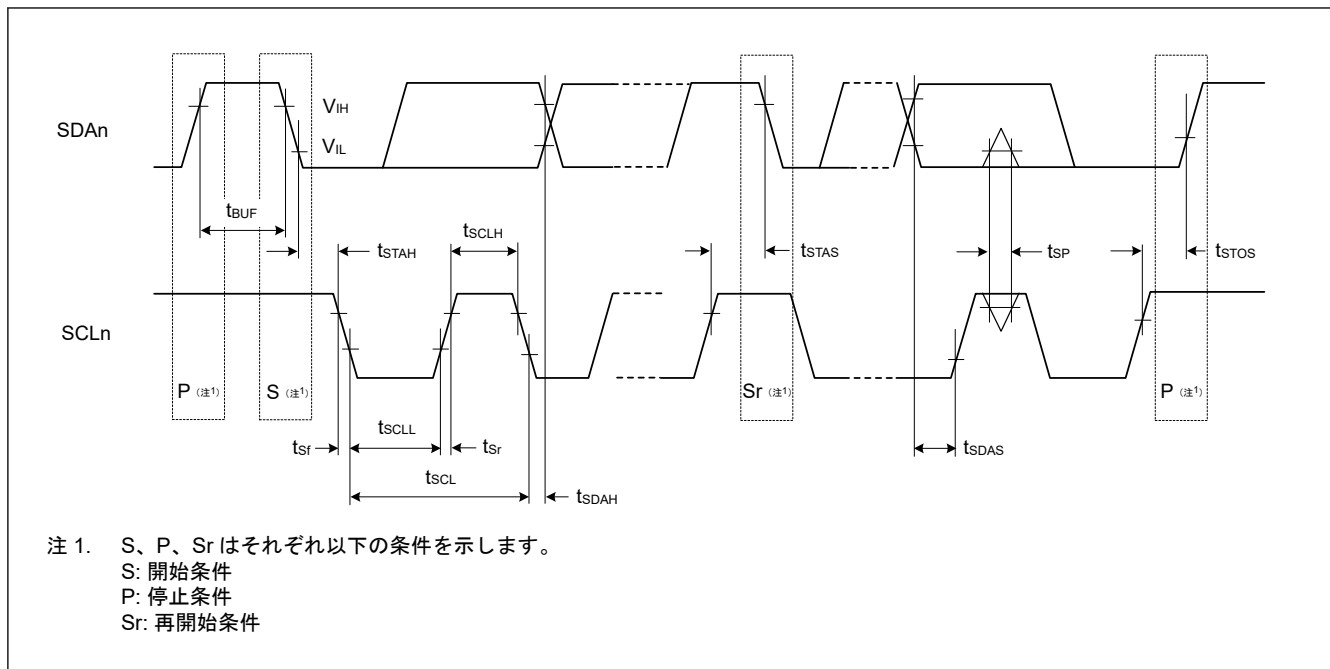 SDAn
VIH
VIL
tBUF
tSTAH
tSCLH
tSTAS
tSP
tSTOS
SCLn
P（注1）
S（注1）
Sr（注1）
P（注1）
tSf
tSCLL
tSr
tSDAS
tSCL
tSDAH
注 1. S、P、Sr はそれぞれ以下の条件を示します。
S: 開始条件
P: 停止条件
Sr: 再開始条件